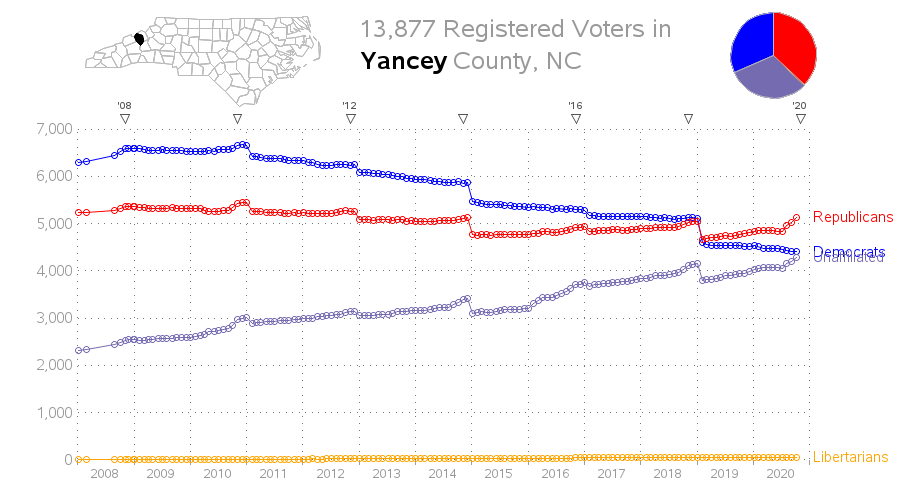 13,877 Registered Voters in
Yancey County, NC
'08 '12 '16 '20
7,000
6,000
5,000
4,000
3,000
2,000
1,000
0
Republicans
Democrats
Unaffiliated
Libertarians
2008 2009 2010 2011 2012 2013 2014 2015 2016 2017 2018 2019 2020